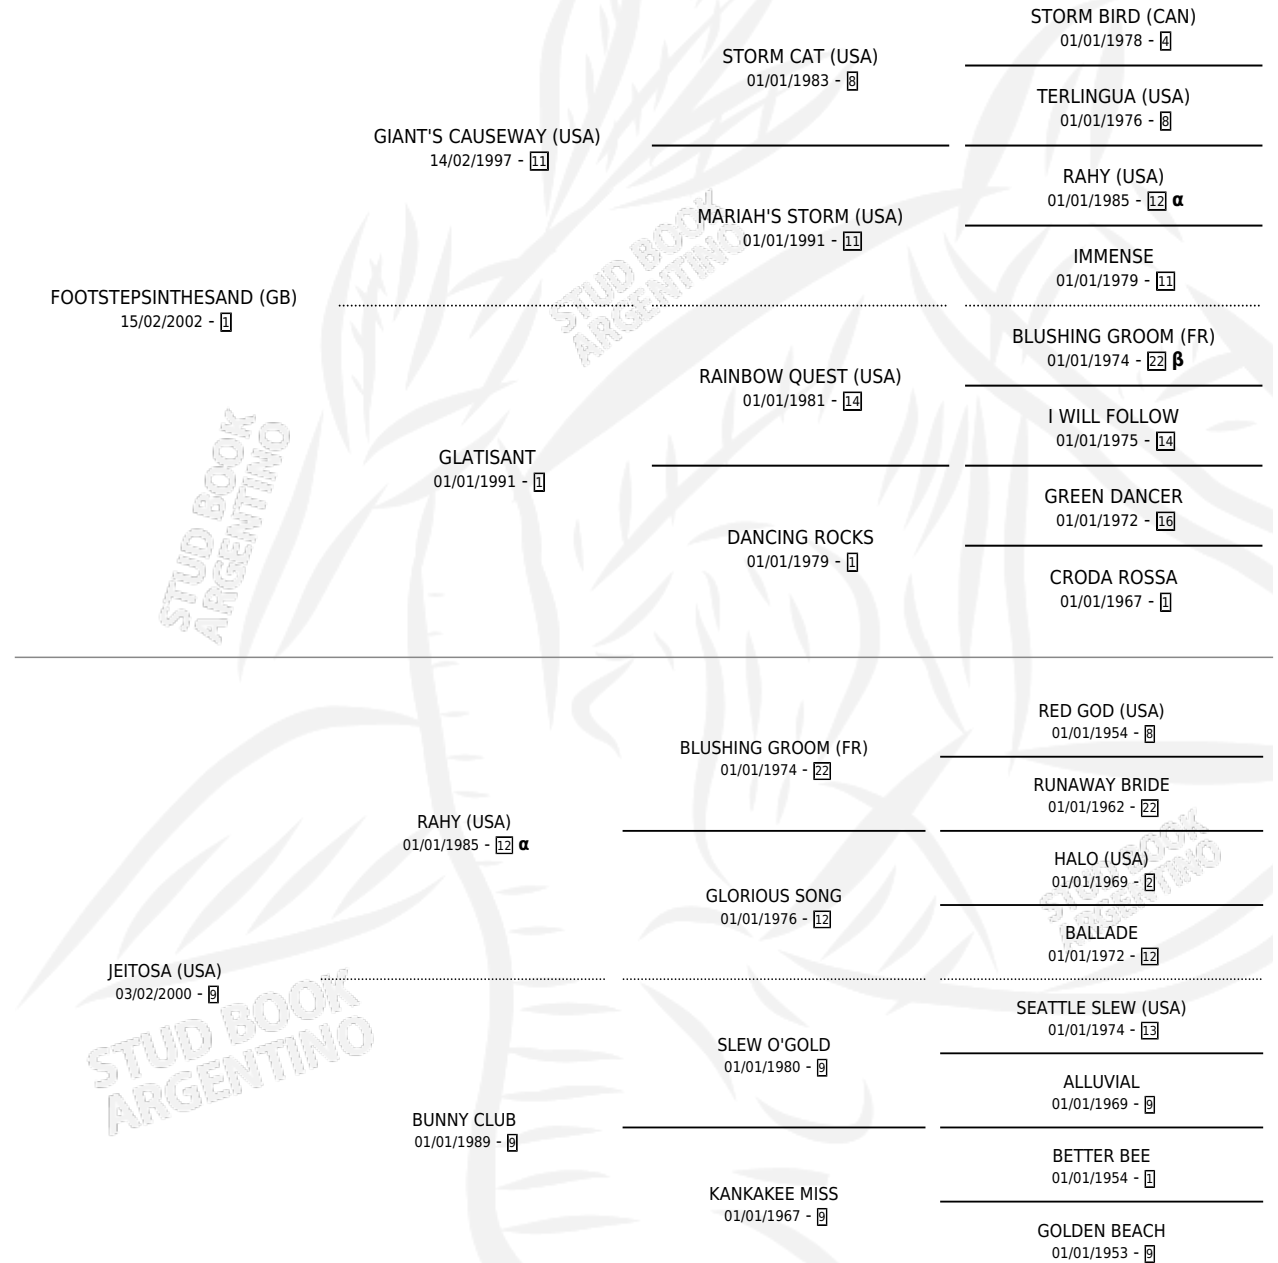 STORM BIRD (CAN)
01/01/1978 - 4
STORM CAT (USA)
01/01/1983 - 8
TERLINGUA (USA)
01/01/1976 - 8
GIANT'S CAUSEWAY (USA)
14/02/1997 - 11
RAHY (USA)
01/01/1985 - 12 α
MARIAH'S STORM (USA)
01/01/1991 - 11
IMMENSE
01/01/1979 - 11
FOOTSTEPSINTHESAND (GB)
15/02/2002 - 1
BLUSHING GROOM (FR)
01/01/1974 - 22 β
RAINBOW QUEST (USA)
01/01/1981 - 14
I WILL FOLLOW
01/01/1975 - 14
GLATISANT
01/01/1991 - 1
GREEN DANCER
01/01/1972 - 16
DANCING ROCKS
01/01/1979 - 1
CRODA ROSSA
01/01/1967 - 1
RED GOD (USA)
01/01/1954 - 8
BLUSHING GROOM (FR)
01/01/1974 - 22
RUNAWAY BRIDE
01/01/1962 - 22
RAHY (USA)
01/01/1985 - 12 α
HALO (USA)
01/01/1969 - 2
GLORIOUS SONG
01/01/1976 - 12
BALLADE
01/01/1972 - 12
JEITOSA (USA)
03/02/2000 - 9
SEATTLE SLEW (USA)
01/01/1974 - 13
SLEW O'GOLD
01/01/1980 - 9
ALLUVIAL
01/01/1969 - 9
BUNNY CLUB
01/01/1989 - 9
BETTER BEE
01/01/1954 - 1
KANKAKEE MISS
01/01/1967 - 9
GOLDEN BEACH
01/01/1953 - 9
STUD BOOK
ARGENTINO
STUD BOOK
ARGENTINO
STUD BOOK
ARGENTINO
STUD BOOK
ARGENTINO